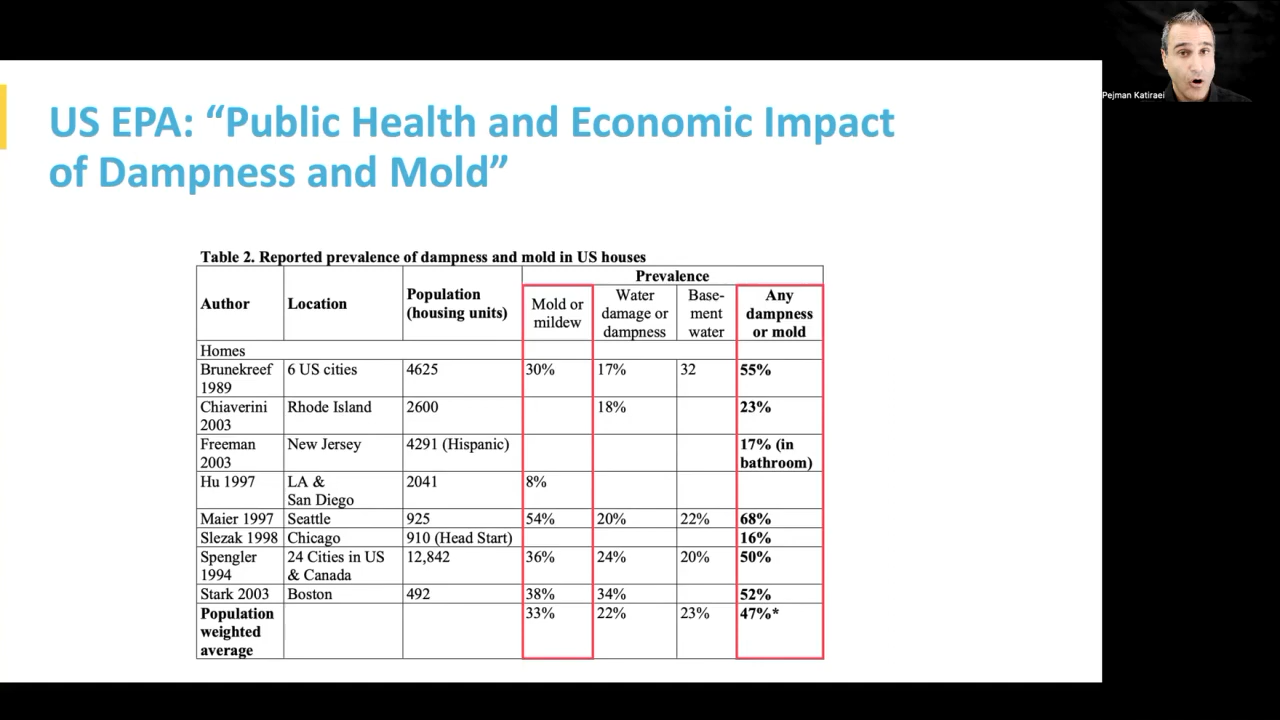 Pejman Katiraei
US EPA: “Public Health and Economic Impact
of Dampness and Mold”
Table 2. Reported prevalence of dampness and mold in US houses
Prevalence
Author Location Population (housing units) Mold or mildew Water damage or dampness Base-ment water Any dampness or mold
Homes
Brunekreef 1989 6 US cities 4625 30% 17% 32 55%
Chiaverini 2003 Rhode Island 2600 18% 23%
Freeman 2003 New Jersey 4291 (Hispanic) 17% (in bathroom)
Hu 1997 LA & San Diego 2041 8%
Maier 1997 Seattle 925 54% 20% 22% 68%
Slezak 1998 Chicago 910 (Head Start) 16%
Spengler 1994 24 Cities in US & Canada 12,842 36% 24% 20% 50%
Stark 2003 Boston 492 38% 34% 52%
Population weighted average 33% 22% 23% 47%*